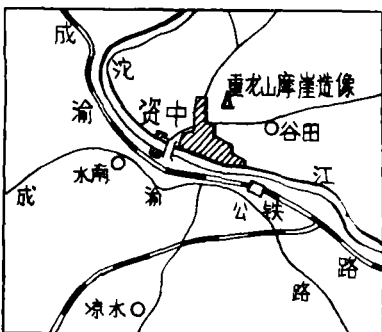 成
沱
重龙山摩崖造像
渝 资中
谷田
水南
江
成 渝 公 铁
路
路
凉水